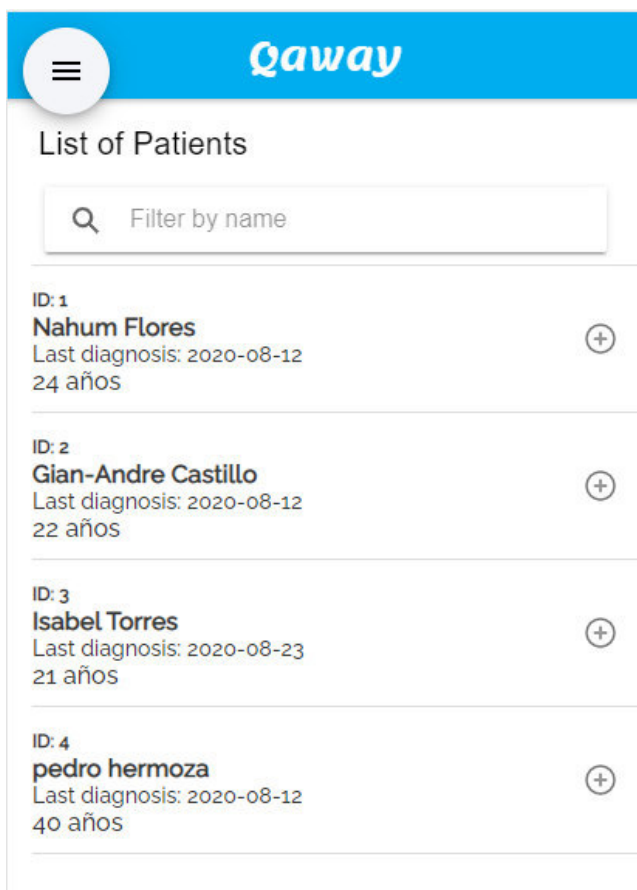 Qaway
List of Patients
Filter by name
ID: 1
Nahum Flores
Last diagnosis: 2020-08-12
24 años
ID: 2
Gian-Andre Castillo
Last diagnosis: 2020-08-12
22 años
ID: 3
Isabel Torres
Last diagnosis: 2020-08-23
21 años
ID: 4
pedro hermoza
Last diagnosis: 2020-08-12
40 años